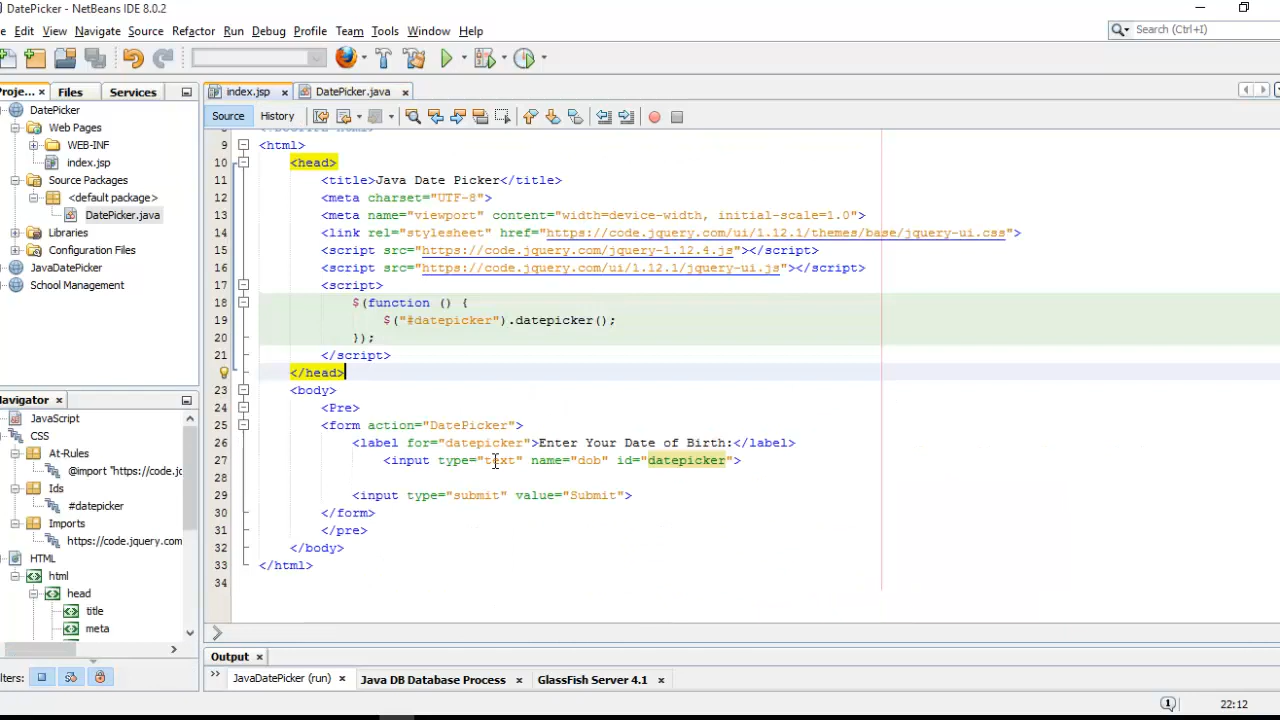 DatePicker - NetBeans IDE 8.0.2
e Edit View Navigate Source Refactor Run Debug Profile Team Tools Window Help
Search (Ctrl+I)
Proje... Files Services
DatePicker
Web Pages
WEB-INF
index.jsp
Source Packages
<default package>
DatePicker.java
Libraries
Configuration Files
JavaDatePicker
School Management
avigator
JavaScript
CSS
At-Rules
@import "https://code.jq
Ids
#datepicker
Imports
https://code.jquery.com
HTML
html
head
title
meta
lters:
index.jsp DatePicker.java
Source History
9 <html>
10 <head>
11 <title>Java Date Picker</title>
12 <meta charset="UTF-8">
13 <meta name="viewport" content="width=device-width, initial-scale=1.0">
14 <link rel="stylesheet" href="https://code.jquery.com/ui/1.12.1/themes/base/jquery-ui.css">
15 <script src="https://code.jquery.com/jquery-1.12.4.js"></script>
16 <script src="https://code.jquery.com/ui/1.12.1/jquery-ui.js"></script>
17 <script>
18 $(function () {
19 $("#datepicker").datepicker();
20 });
21 </script>
</head>
23 <body>
24 <Pre>
25 <form action="DatePicker">
26 <label for="datepicker">Enter Your Date of Birth:</label>
27 <input type="text" name="dob" id="datepicker">
28
29 <input type="submit" value="Submit">
30 </form>
31 </pre>
32 </body>
33 </html>
34
Output
JavaDatePicker (run) Java DB Database Process GlassFish Server 4.1
1 22:12